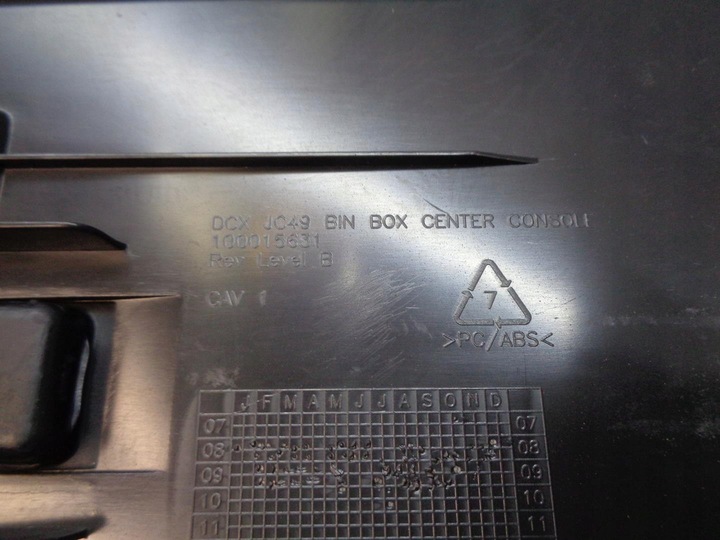 DCX JC49 BIN BOX CENTER CONSOLE
100015631
Rev Level B
CAV 1
7
>PC/ABS<
J F M A M J J A S O N D
07 07
08 08
09 09
10 10
11 11